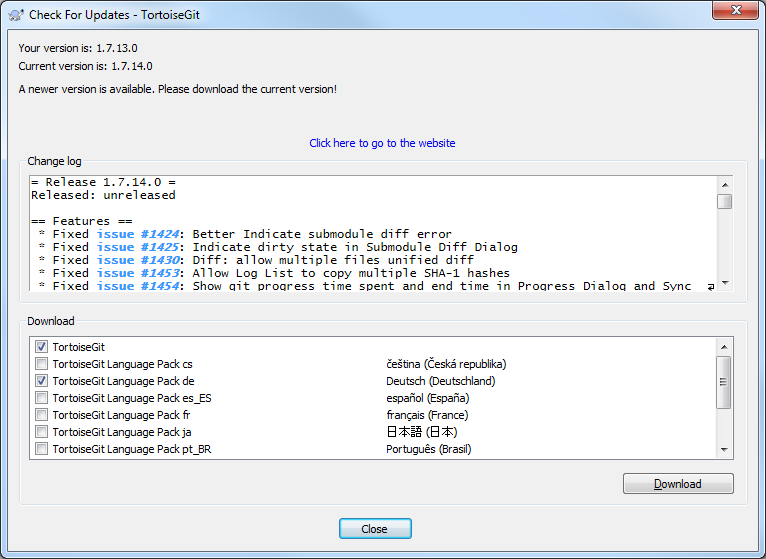 Check For Updates - TortoiseGit
Your version is: 1.7.13.0
Current version is: 1.7.14.0
A newer version is available. Please download the current version!
Click here to go to the website
Change log
= Release 1.7.14.0 =
Released: unreleased
== Features ==
* Fixed issue #1424: Better Indicate submodule diff error
* Fixed issue #1425: Indicate dirty state in Submodule Diff Dialog
* Fixed issue #1430: Diff: allow multiple files unified diff
* Fixed issue #1453: Allow Log List to copy multiple SHA-1 hashes
* Fixed issue #1454: Show git progress time spent and end time in Progress Dialog and Sync
Download
TortoiseGit
TortoiseGit Language Pack cs čeština (Česká republika)
TortoiseGit Language Pack de Deutsch (Deutschland)
TortoiseGit Language Pack es_ES español (España)
TortoiseGit Language Pack fr français (France)
TortoiseGit Language Pack ja 日本語 (日本)
TortoiseGit Language Pack pt_BR Português (Brasil)
Download
Close